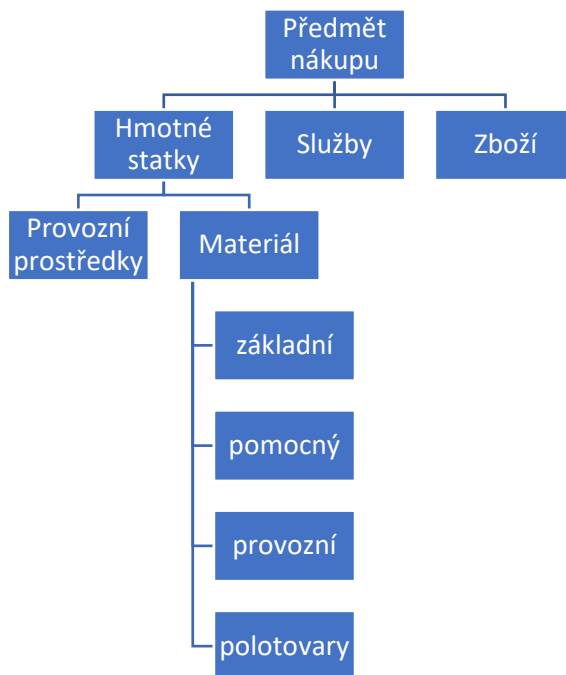 Předmět
nákupu
Hmotné
statky
Služby
Zboží
Provozní
prostředky
Materiál
základní
pomocný
provozní
polotovary